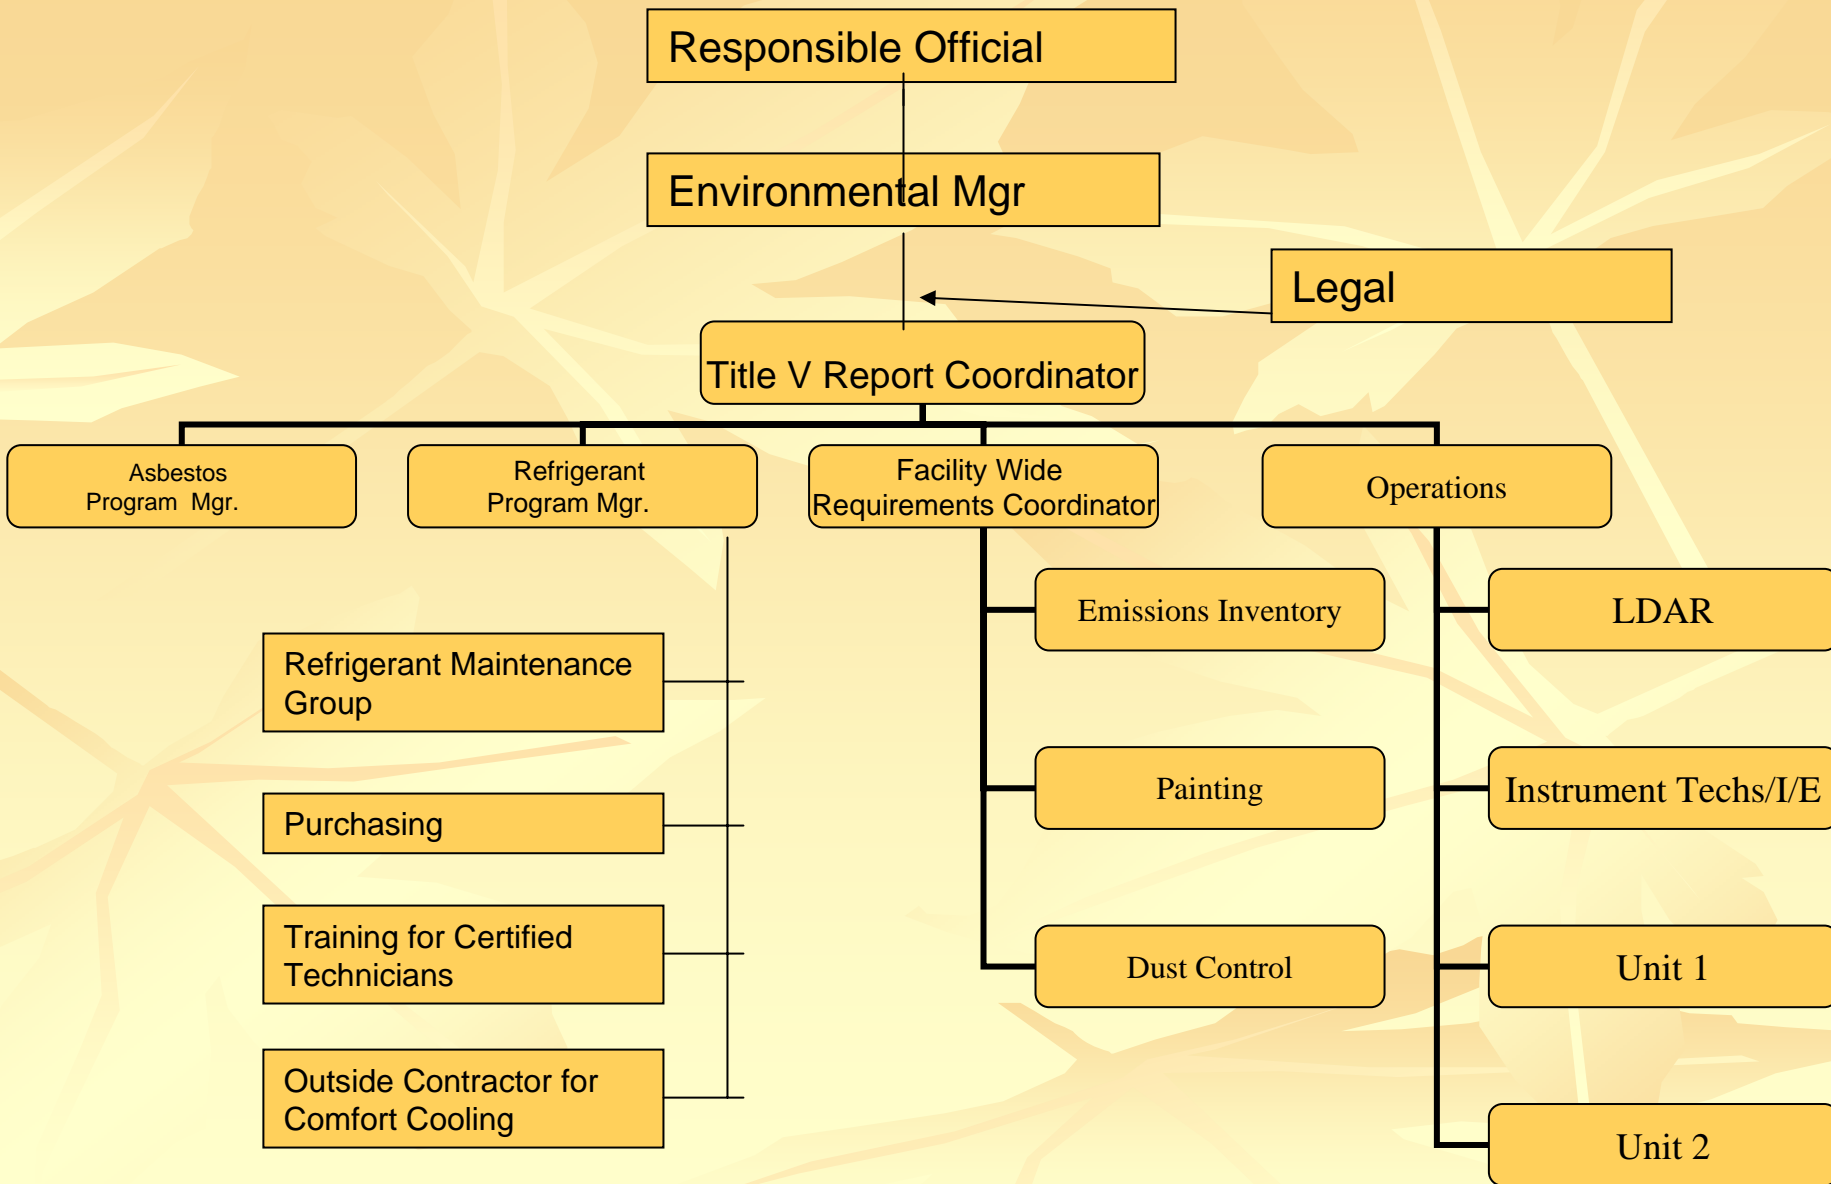 Responsible Official
Environmental Mgr
Legal
Title V Report Coordinator
Asbestos
Program Mgr.
Refrigerant
Program Mgr.
Facility Wide
Requirements Coordinator
Operations
Refrigerant Maintenance
Group
Purchasing
Training for Certified
Technicians
Outside Contractor for
Comfort Cooling
Emissions Inventory
Painting
Dust Control
LDAR
Instrument Techs/I/E
Unit 1
Unit 2